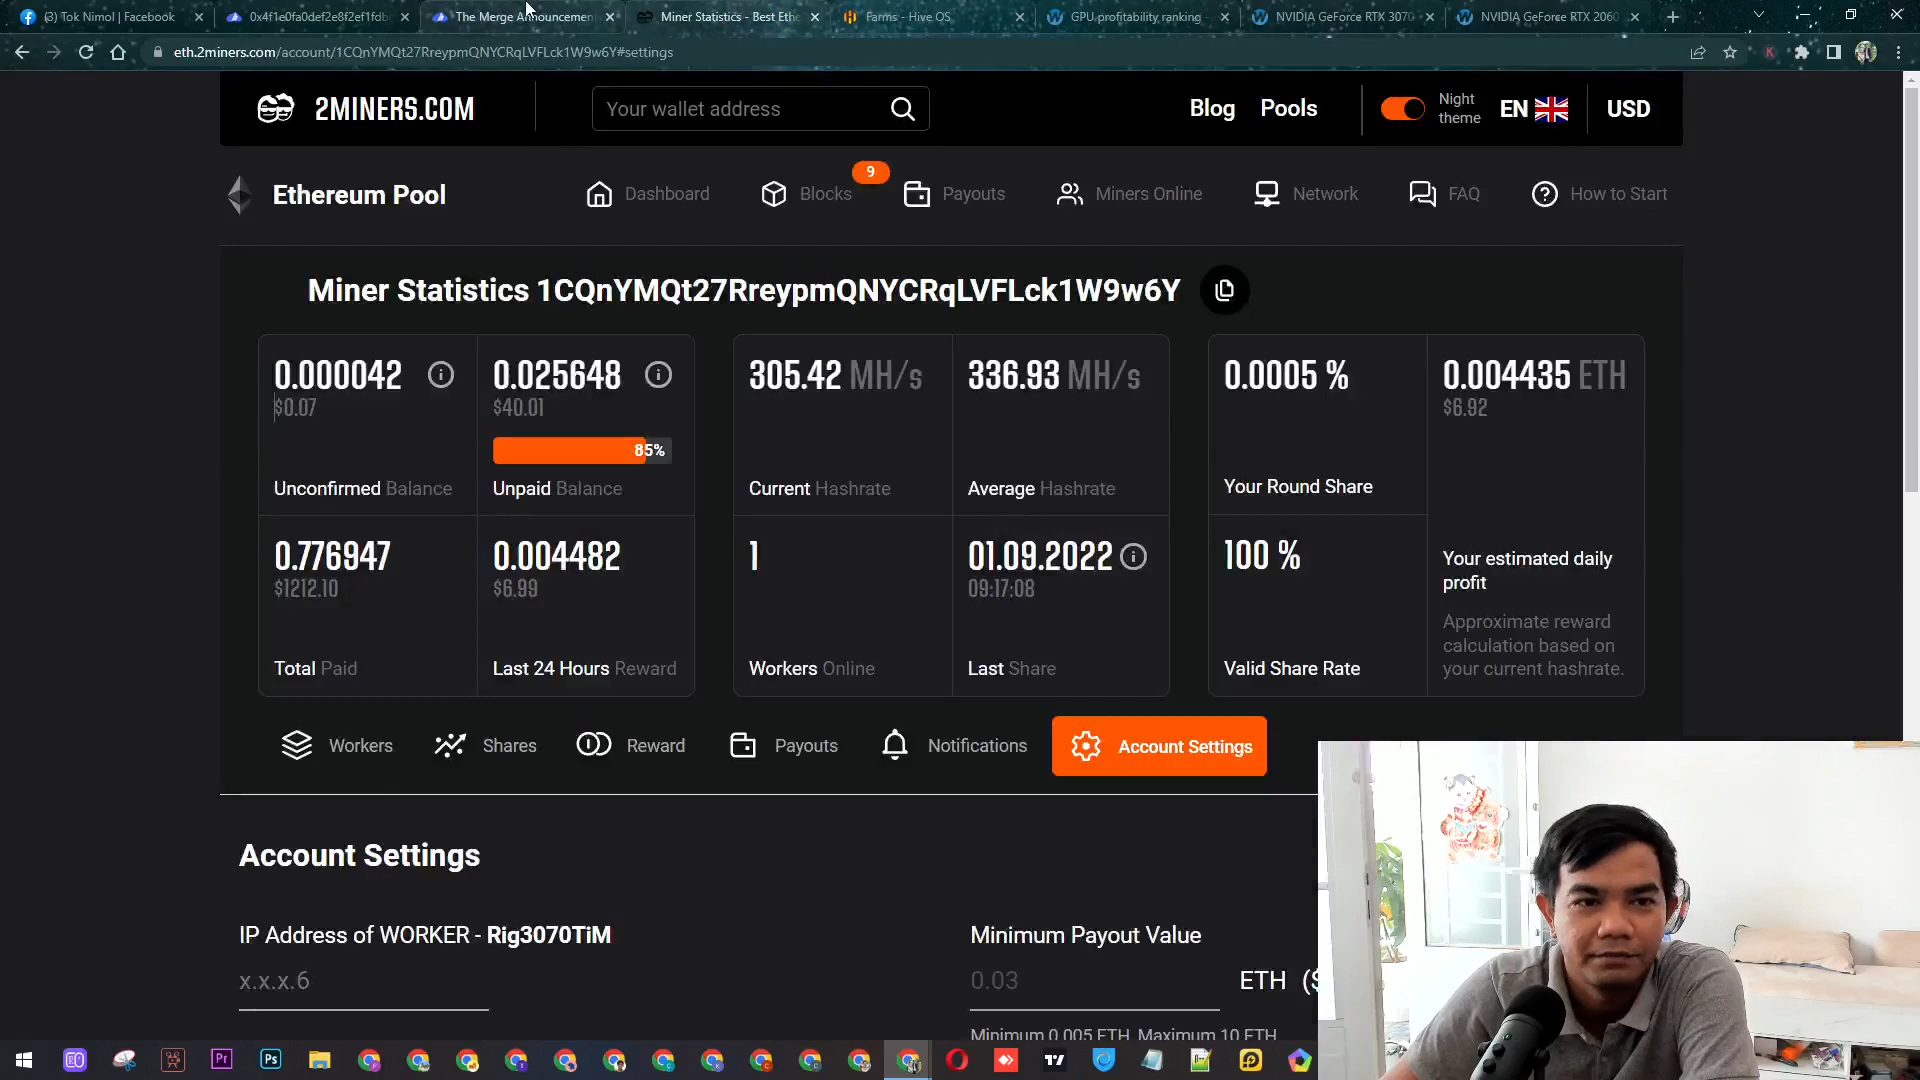 (3) Tok Nimol | Facebook
0x4f1e0fa0def2e8f2ef1fdb
The Merge Announcemen
Miner Statistics - Best Ethe
Farms - Hive OS
GPU profitability ranking -
NVIDIA GeForce RTX 3070
NVIDIA GeForce RTX 2060
eth.2miners.com/account/1CQnYMQt27RreypmQNYCRqLVFLck1W9w6Y#settings
2MINERS.COM
Your wallet address
Blog
Pools
Night theme
EN
USD
Ethereum Pool
Dashboard
Blocks
9
Payouts
Miners Online
Network
FAQ
How to Start
Miner Statistics 1CQnYMQt27RreypmQNYCRqLVFLck1W9w6Y
0.000042
$0.07
Unconfirmed Balance
0.025648
$40.01
85%
Unpaid Balance
305.42 MH/s
Current Hashrate
336.93 MH/s
Average Hashrate
0.0005 %
Your Round Share
0.004435 ETH
$6.92
Your estimated daily
profit
Approximate reward
calculation based on
your current hashrate.
0.776947
$1212.10
Total Paid
0.004482
$6.99
Last 24 Hours Reward
1
Workers Online
01.09.2022
09:17:08
Last Share
100 %
Valid Share Rate
Workers
Shares
Reward
Payouts
Notifications
Account Settings
Account Settings
IP Address of WORKER - Rig3070TiM
x.x.x.6
Minimum Payout Value
0.03
ETH ($
Minimum 0.005 ETH, Maximum 10 ETH
Pr
Ps